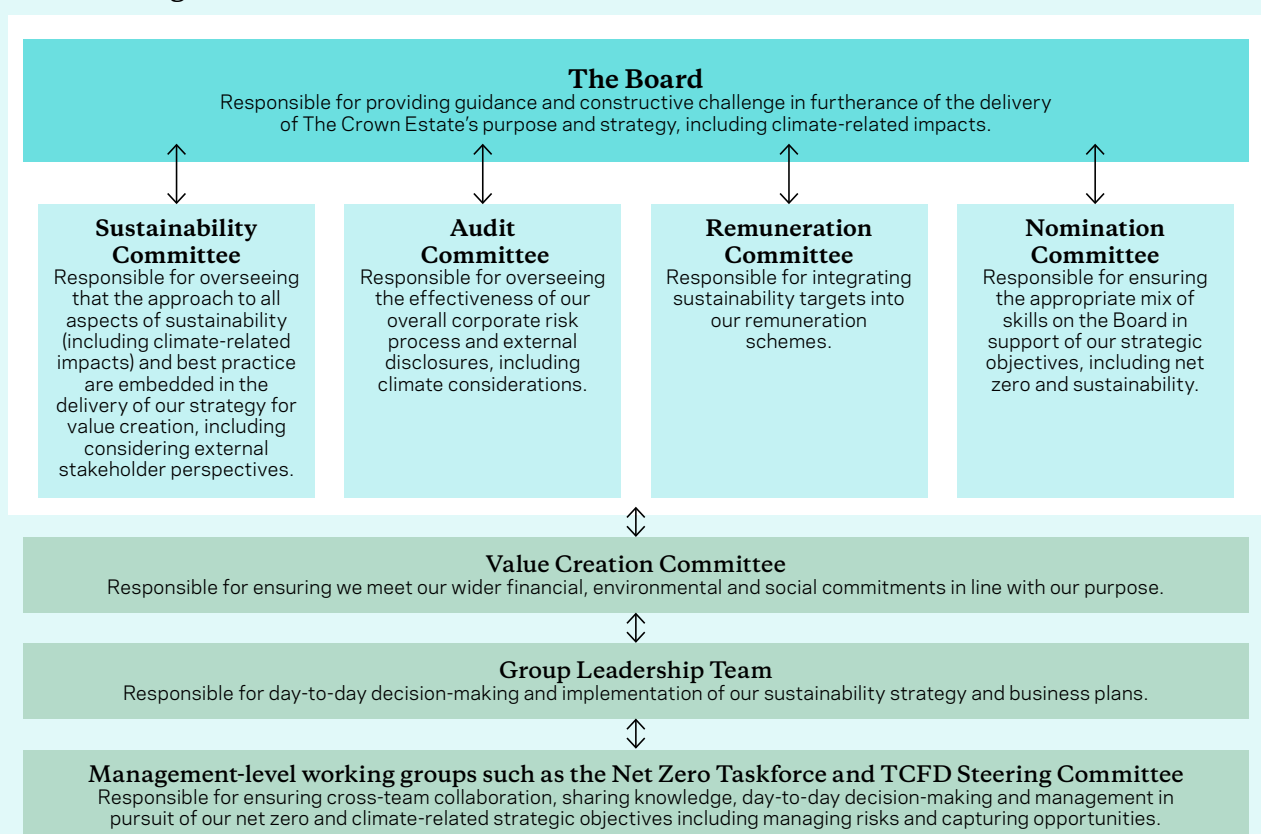 The Board
Responsible for providing guidance and constructive challenge in furtherance of the delivery
of The Crown Estate's purpose and strategy, including climate-related impacts.
Sustainability
Committee
Responsible for overseeing
that the approach to all
aspects of sustainability
(including climate-related
impacts) and best practice
are embedded in the
delivery of our strategy for
value creation, including
considering external
stakeholder perspectives.
Audit
Committee
Responsible for overseeing
the effectiveness of our
overall corporate risk
process and external
disclosures, including
climate considerations.
Remuneration
Committee
Responsible for integrating
sustainability targets into
our remuneration
schemes.
Nomination
Committee
Responsible for ensuring
the appropriate mix of
skills on the Board in
support of our strategic
objectives, including net
zero and sustainability.
Value Creation Committee
Responsible for ensuring we meet our wider financial, environmental and social commitments in line with our purpose.
Group Leadership Team
Responsible for day-to-day decision-making and implementation of our sustainability strategy and business plans.
Management-level working groups such as the Net Zero Taskforce and TCFD Steering Committee
Responsible for ensuring cross-team collaboration, sharing knowledge, day-to-day decision-making and management in
pursuit of our net zero and climate-related strategic objectives including managing risks and capturing opportunities.